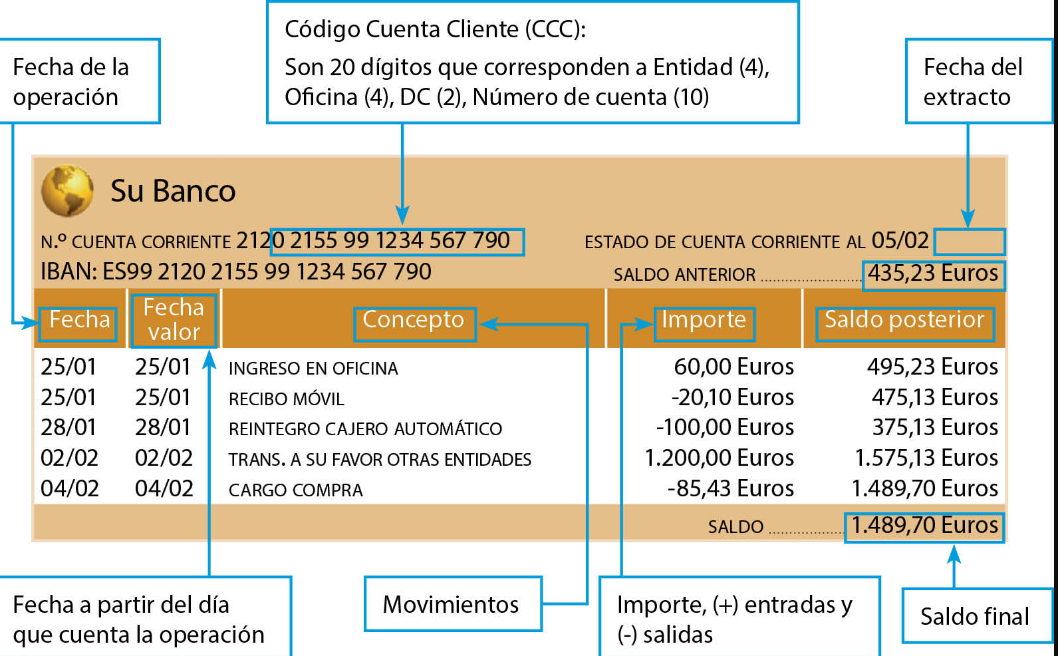 Código Cuenta Cliente (CCC):
Son 20 dígitos que corresponden a Entidad (4),
Oficina (4), DC (2), Número de cuenta (10)
Fecha de la
operación
Fecha del
extracto
Su Banco
N.º CUENTA CORRIENTE 2120 2155 99 1234 567 790
ESTADO DE CUENTA CORRIENTE AL 05/02
IBAN: ES99 2120 2155 99 1234 567 790
SALDO ANTERIOR ........................ 435,23 Euros
Fecha Fecha valor Concepto Importe Saldo posterior
25/01 25/01 INGRESO EN OFICINA 60,00 Euros 495,23 Euros
25/01 25/01 RECIBO MÓVIL -20,10 Euros 475,13 Euros
28/01 28/01 REINTEGRO CAJERO AUTOMÁTICO -100,00 Euros 375,13 Euros
02/02 02/02 TRANS. A SU FAVOR OTRAS ENTIDADES 1.200,00 Euros 1.575,13 Euros
04/02 04/02 CARGO COMPRA -85,43 Euros 1.489,70 Euros
SALDO .................. 1.489,70 Euros
Fecha a partir del día
que cuenta la operación
Movimientos
Importe, (+) entradas y
(-) salidas
Saldo final